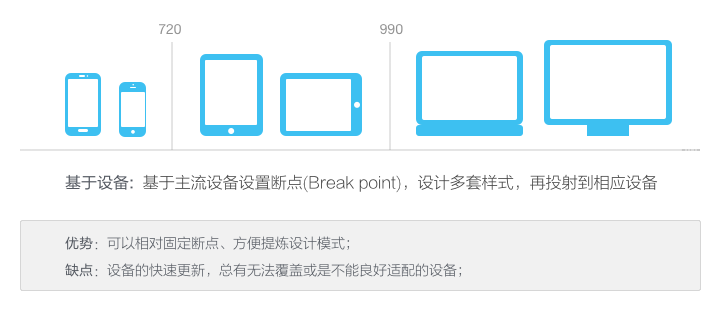 720 990
基于设备：基于主流设备设置断点(Break point)，设计多套样式，再投射到相应设备
优势：可以相对固定断点、方便提炼设计模式；
缺点：设备的快速更新，总有无法覆盖或是不能良好适配的设备；